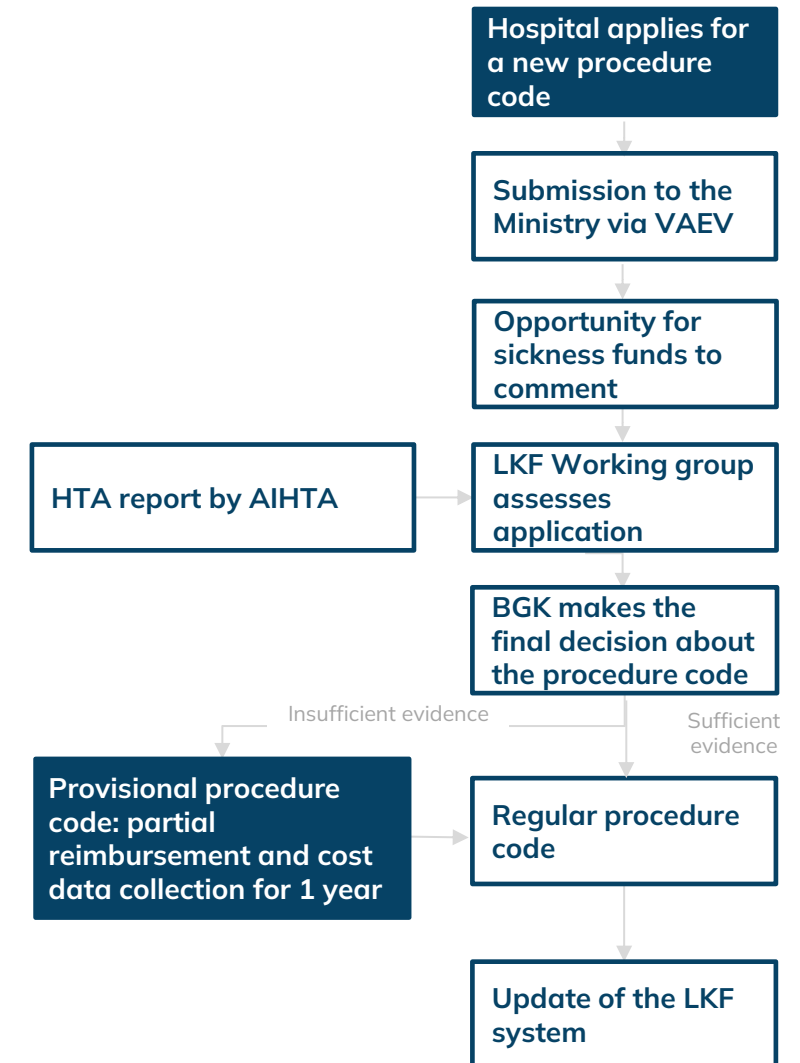 Hospital applies for
a new procedure
code
Submission to the
Ministry via VAEV
Opportunity for
sickness funds to
comment
HTA report by AIHTA
LKF Working group
assesses
application
BGK makes the
final decision about
the procedure code
Insufficient evidence
Sufficient
evidence
Provisional procedure
code: partial
reimbursement and cost
data collection for 1 year
Regular procedure
code
Update of the LKF
system